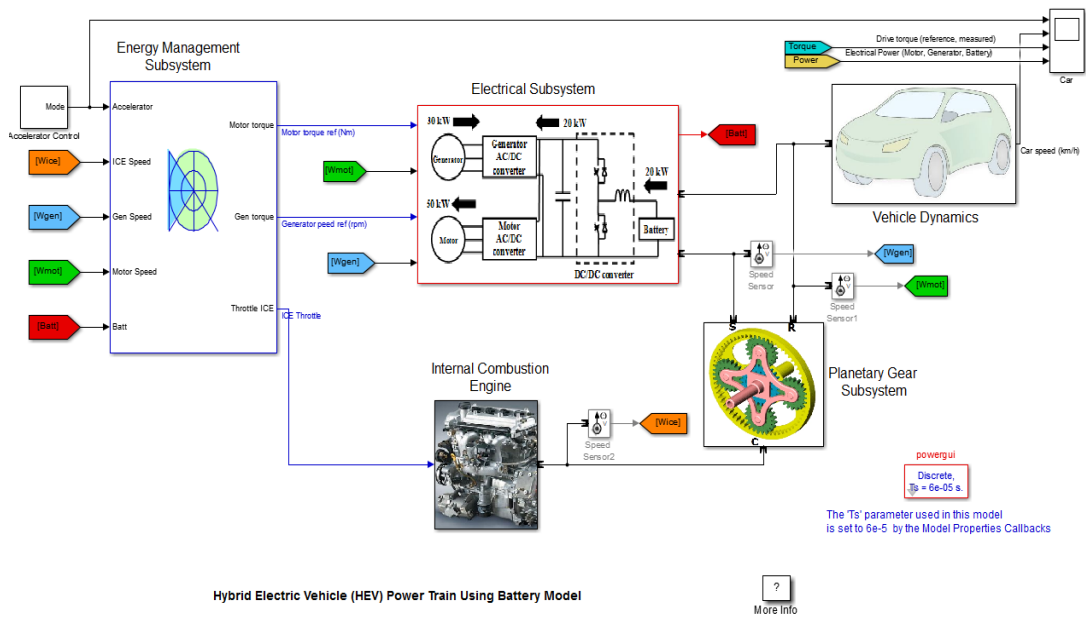 Energy Management
Subsystem
Mode
Accelerator Control
[Wice]
[Wgen]
[Wmot]
[Batt]
Accelerator
ICE Speed
Gen Speed
Motor Speed
Batt
Motor torque
Gen torque
Throttle ICE
Motor torque ref (Nm)
Generator peed ref (rpm)
ICE Throttle
[Wmot]
[Wgen]
Electrical Subsystem
30 kW
20 kW
Generator
Generator
AC/DC
converter
50 kW
Motor
Motor
AC/DC
converter
20 kW
Battery
DC/DC converter
[Batt]
Torque
Power
Drive torque (reference, measured)
Electrical Power (Motor, Generator, Battery)
Car
Car speed (km/h)
Vehicle Dynamics
Speed
Sensor
[Wgen]
Speed
Sensor1
[Wmot]
S
R
C
Planetary Gear
Subsystem
Internal Combustion
Engine
Speed
Sensor2
[Wice]
powergui
Discrete,
Ts = 6e-05 s.
The 'Ts' parameter used in this model
is set to 6e-5 by the Model Properties Callbacks
Hybrid Electric Vehicle (HEV) Power Train Using Battery Model
?
More Info